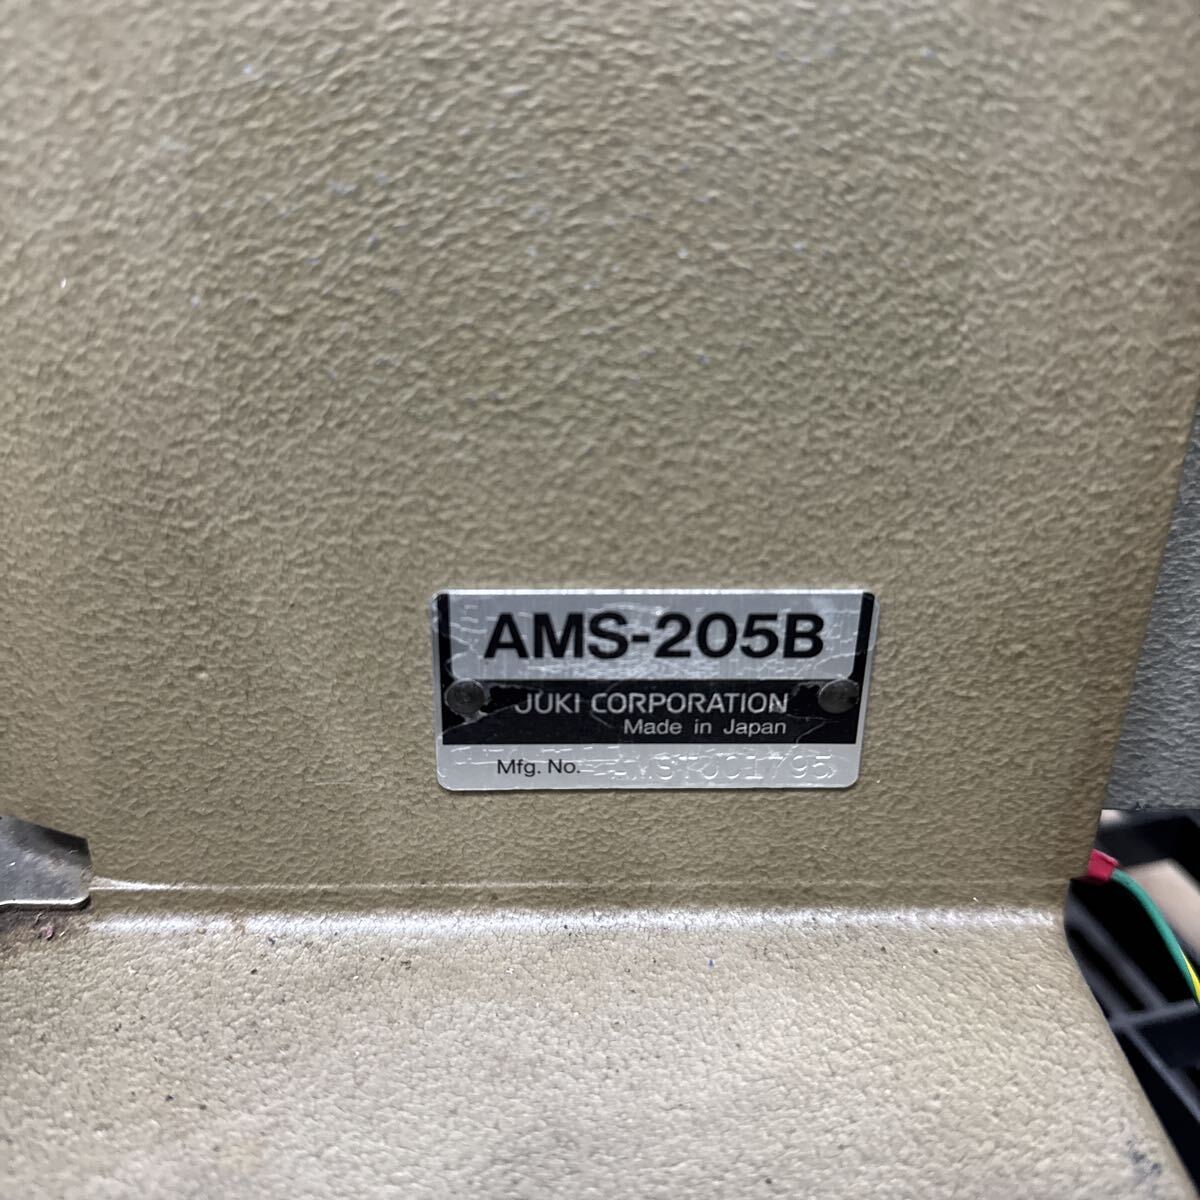 AMS-205B
JUKI CORPORATION
Made in Japan
Mfg. No.